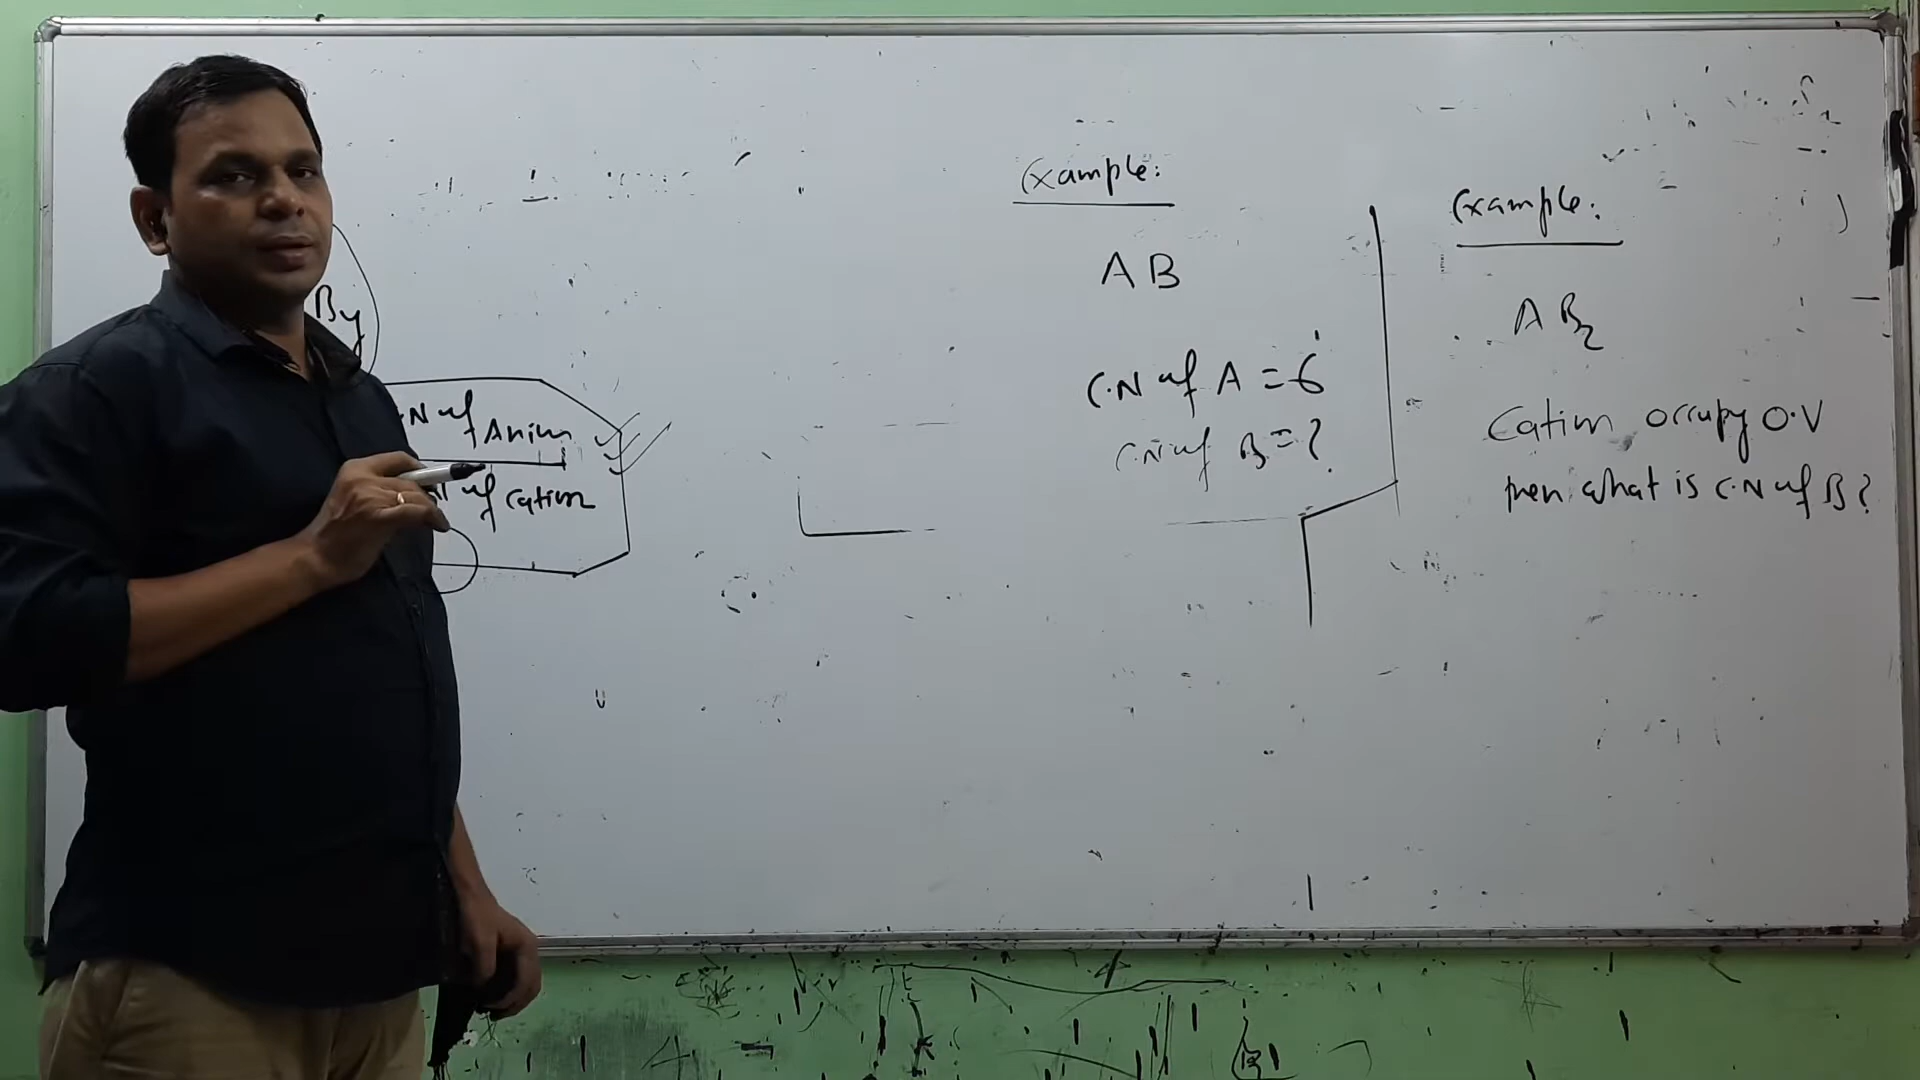 By
C.N of Anion
N of Cation
Example:
AB
C.N of A = 6
C.N of B = ?
Example:
AB2
Cation occupy O.V
then what is C.N of B?